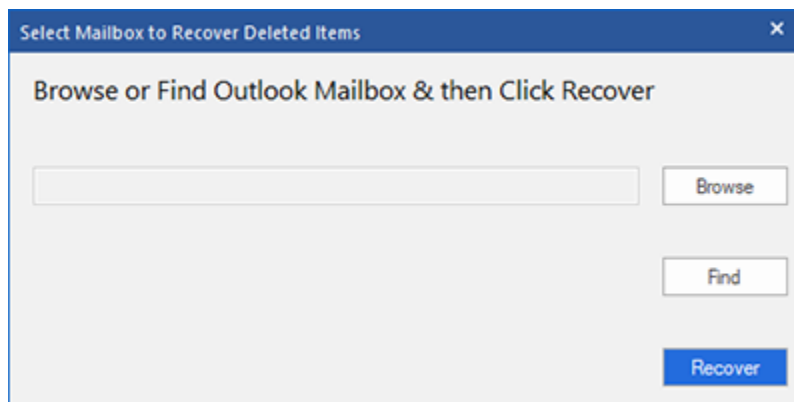 Select Mailbox to Recover Deleted Items
Browse or Find Outlook Mailbox & then Click Recover
Browse
Find
Recover